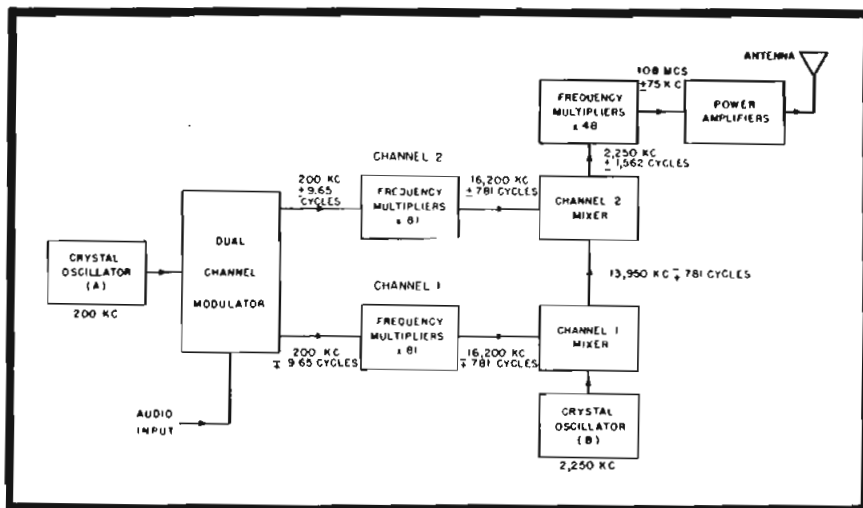 ANTENNA
108 MCS
±75 KC
FREQUENCY
MULTIPLIERS
x 48
POWER
AMPLIFIERS
2,250 KC
± 1,562 CYCLES
CHANNEL 2
200 KC
± 9.65
CYCLES
FREQUENCY
MULTIPLIERS
x 81
16,200 KC
± 781 CYCLES
CHANNEL 2
MIXER
DUAL
CHANNEL
MODULATOR
CRYSTAL
OSCILLATOR
(A)
200 KC
13,950 KC ∓ 781 CYCLES
CHANNEL 1
FREQUENCY
MULTIPLIERS
x 81
200 KC
∓ 9.65 CYCLES
16,200 KC
∓ 781 CYCLES
CHANNEL 1
MIXER
AUDIO
INPUT
CRYSTAL
OSCILLATOR
(B)
2,250 KC